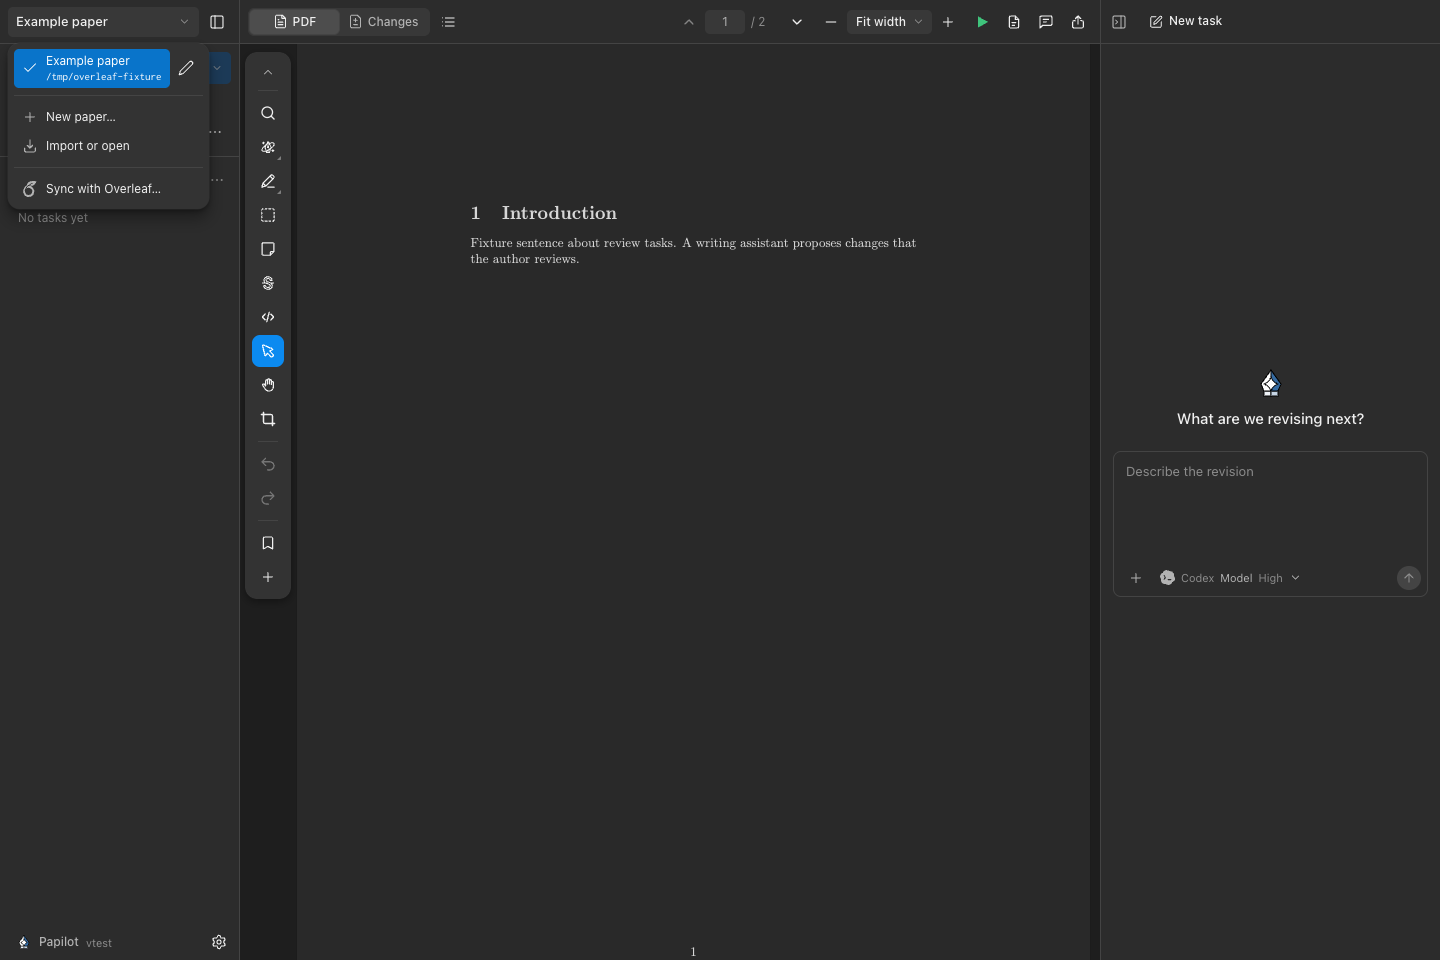 Example paper
PDF
Changes
1
/ 2
Fit width
New task
Example paper
/tmp/overleaf-fixture
New paper...
Import or open
Sync with Overleaf...
No tasks yet
1 Introduction
Fixture sentence about review tasks. A writing assistant proposes changes that
the author reviews.
1
What are we revising next?
Describe the revision
Codex Model High
Papilot vtest